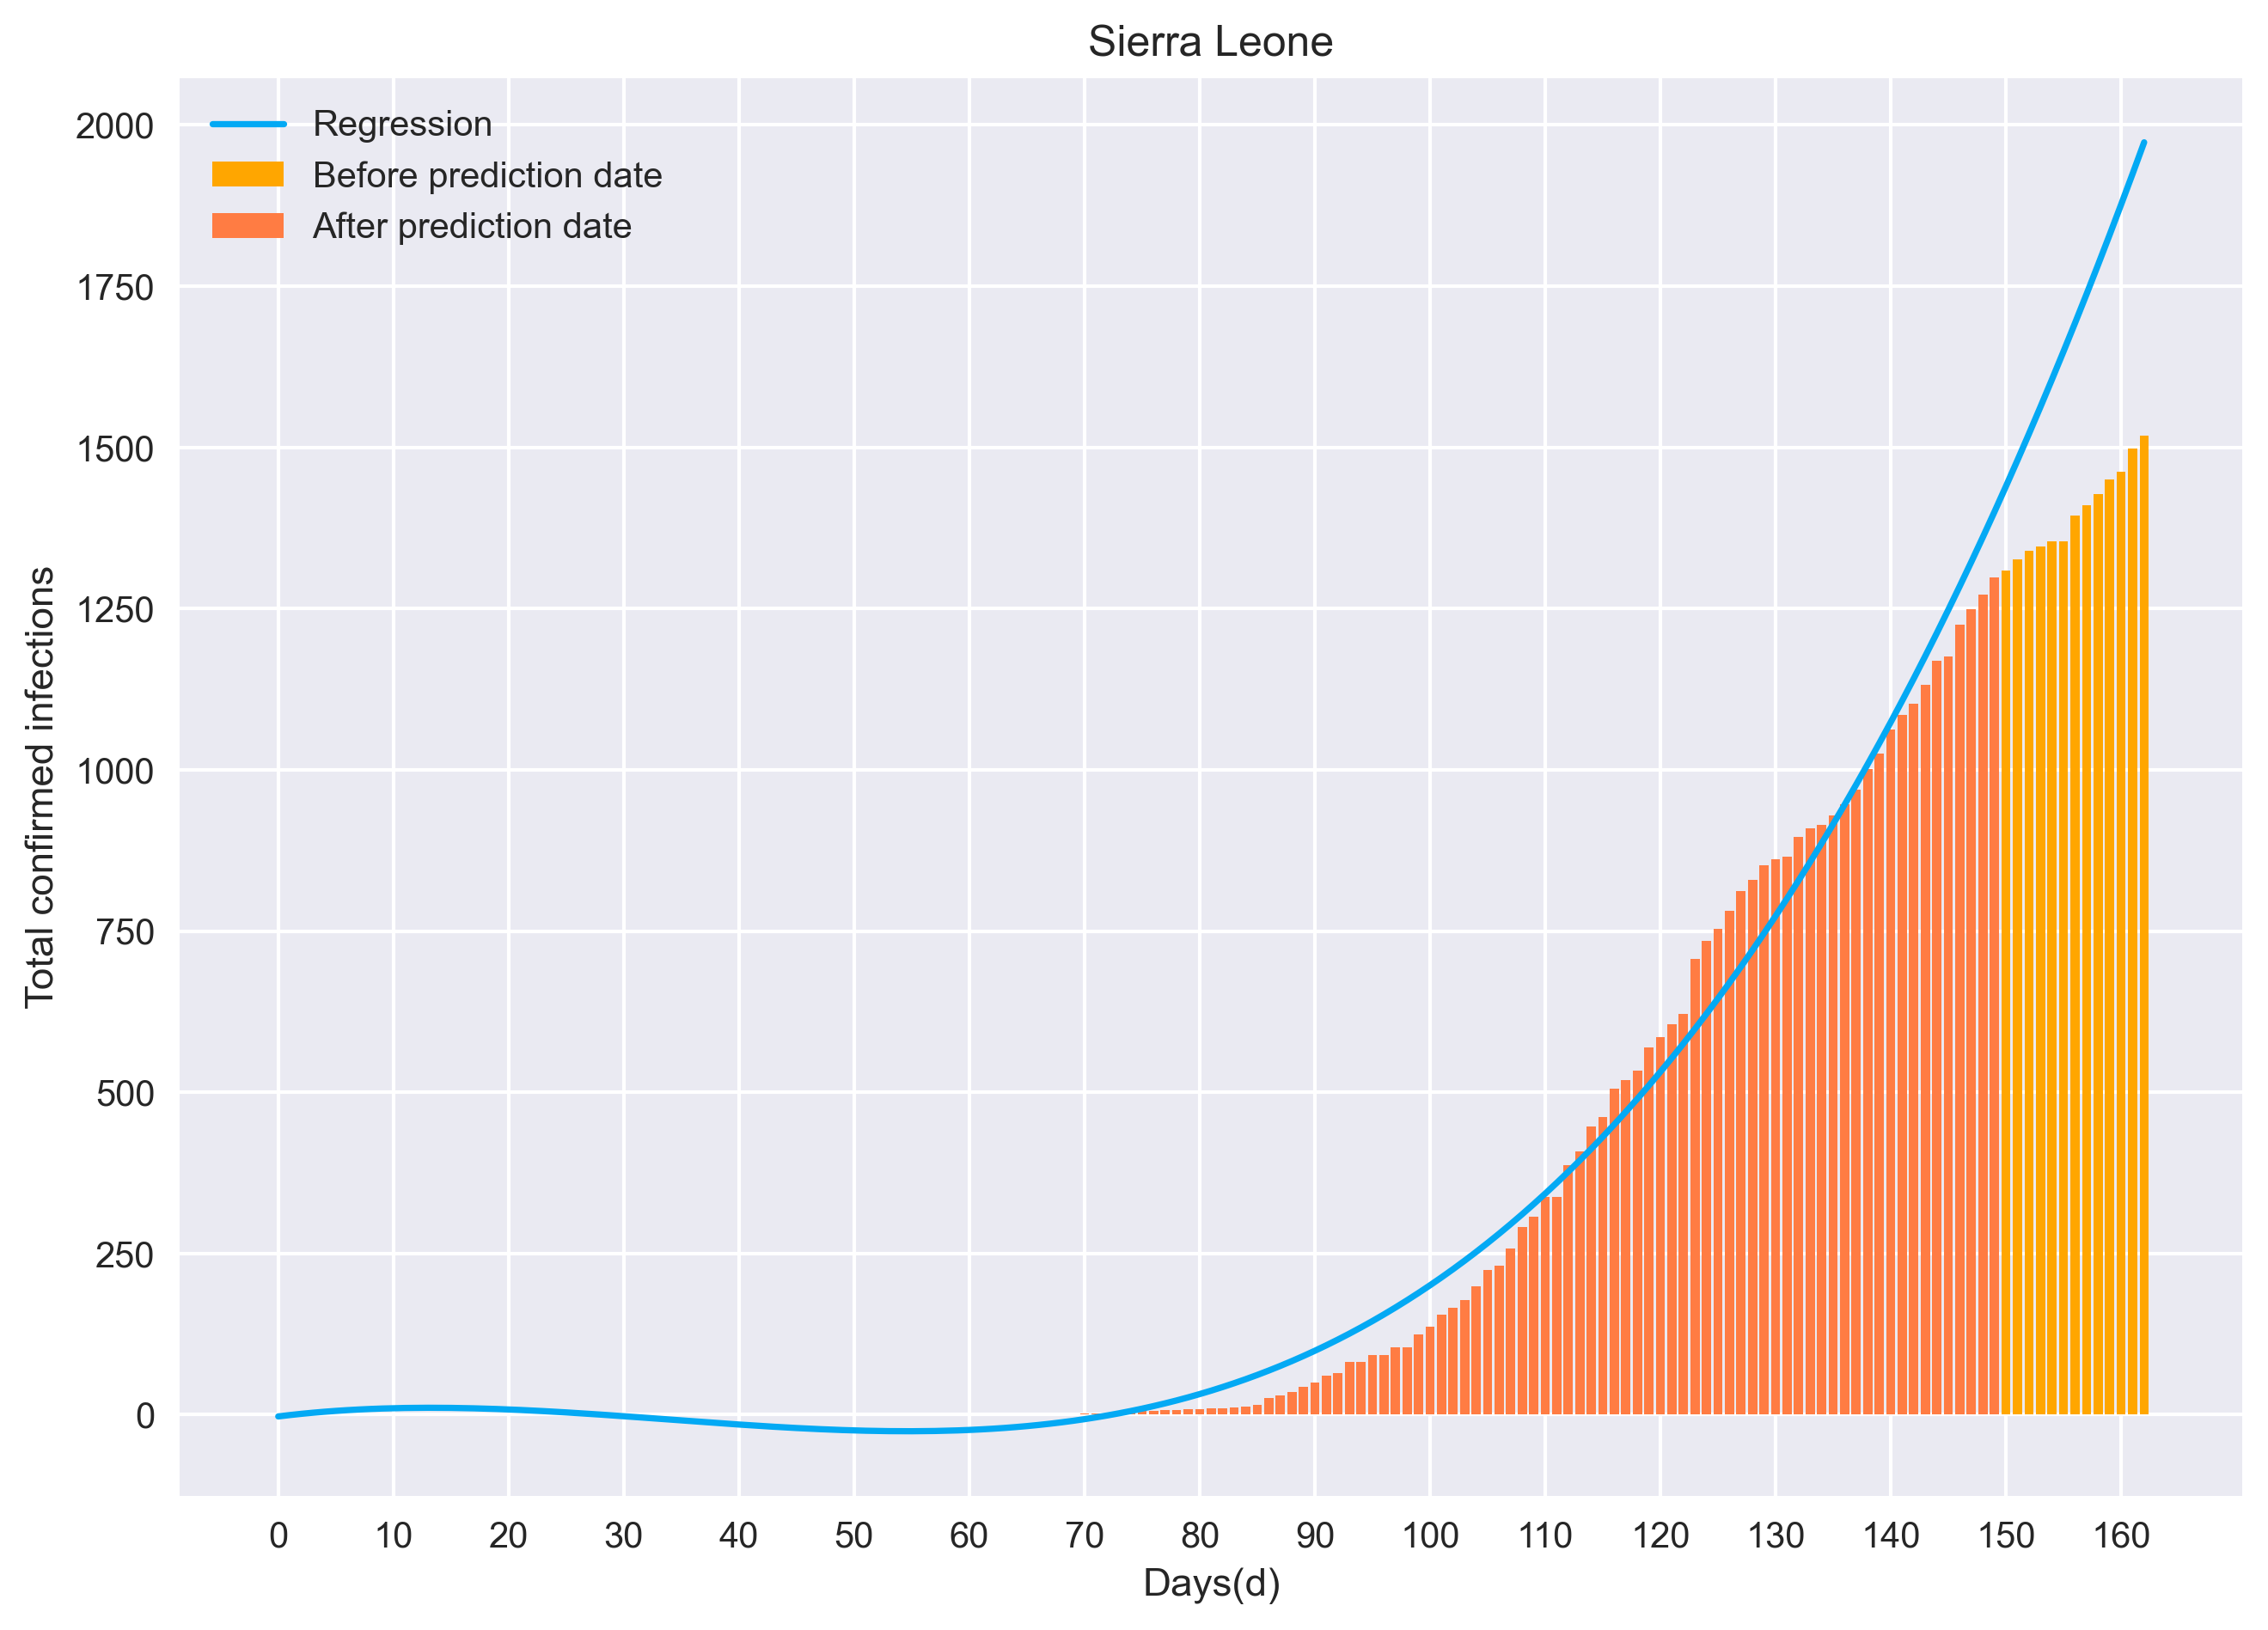 Sierra Leone
Regression
Before prediction date
After prediction date
2000
1750
1500
1250
1000
750
500
250
0
Total confirmed infections
0 10 20 30 40 50 60 70 80 90 100 110 120 130 140 150 160
Days(d)